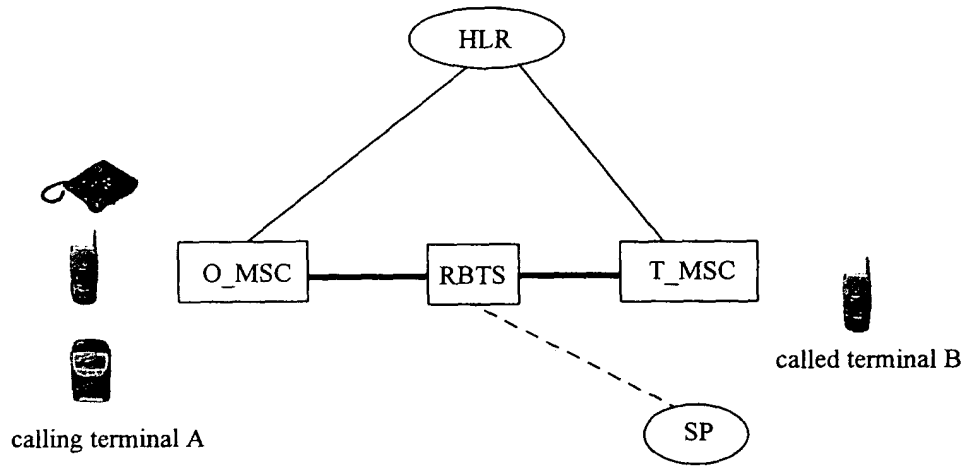 HLR
O_MSC
RBTS
T_MSC
called terminal B
SP
calling terminal A